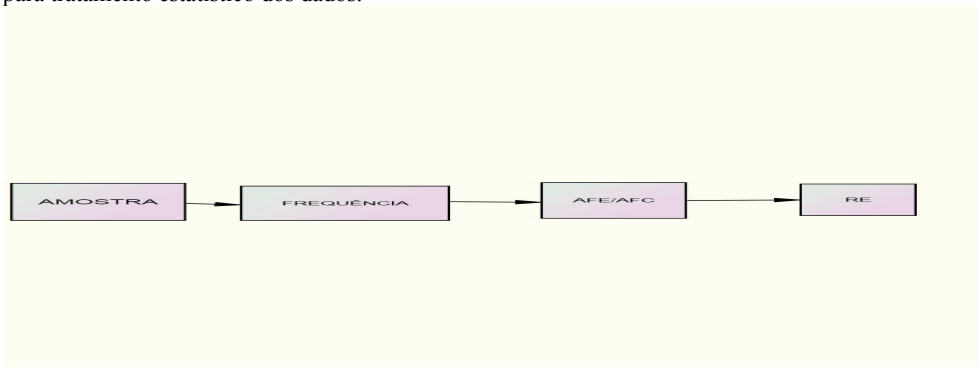 para tratamento estatístico dos dados.
AMOSTRA
FREQUÊNCIA
AFE/AFC
RE